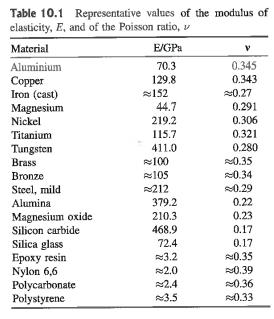 Table 10.1 Representative values of the modulus of
elasticity, E, and of the Poisson ratio, ν
Material E/GPa ν
Aluminium 70.3 0.345
Copper 129.8 0.343
Iron (cast) ≈152 ≈0.27
Magnesium 44.7 0.291
Nickel 219.2 0.306
Titanium 115.7 0.321
Tungsten 411.0 0.280
Brass ≈100 ≈0.35
Bronze ≈105 ≈0.34
Steel, mild ≈212 ≈0.29
Alumina 379.2 0.22
Magnesium oxide 210.3 0.23
Silicon carbide 468.9 0.17
Silica glass 72.4 0.17
Epoxy resin ≈3.2 ≈0.35
Nylon 6,6 ≈2.0 ≈0.39
Polycarbonate ≈2.4 ≈0.36
Polystyrene ≈3.5 ≈0.33